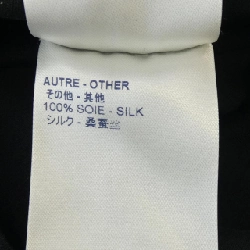 AUTRE - OTHER
その他 - 其他
100% SOIE - SILK
シルク - 桑蚕丝